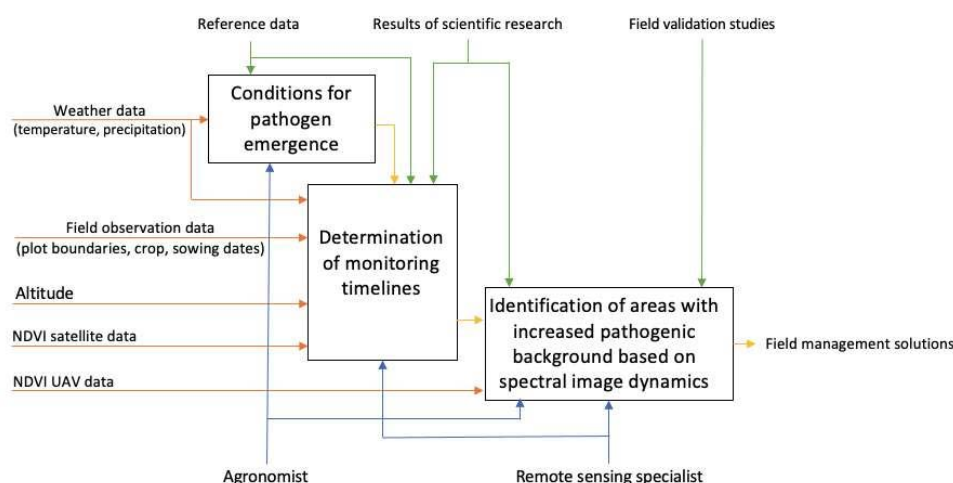 Reference data
Results of scientific research
Field validation studies
Conditions for
pathogen
emergence
Weather data
(temperature, precipitation)
Field observation data
(plot boundaries, crop, sowing dates)
Determination
of monitoring
timelines
Altitude
NDVI satellite data
NDVI UAV data
Identification of areas with
increased pathogenic
background based on
spectral image dynamics
Field management solutions
Agronomist
Remote sensing specialist